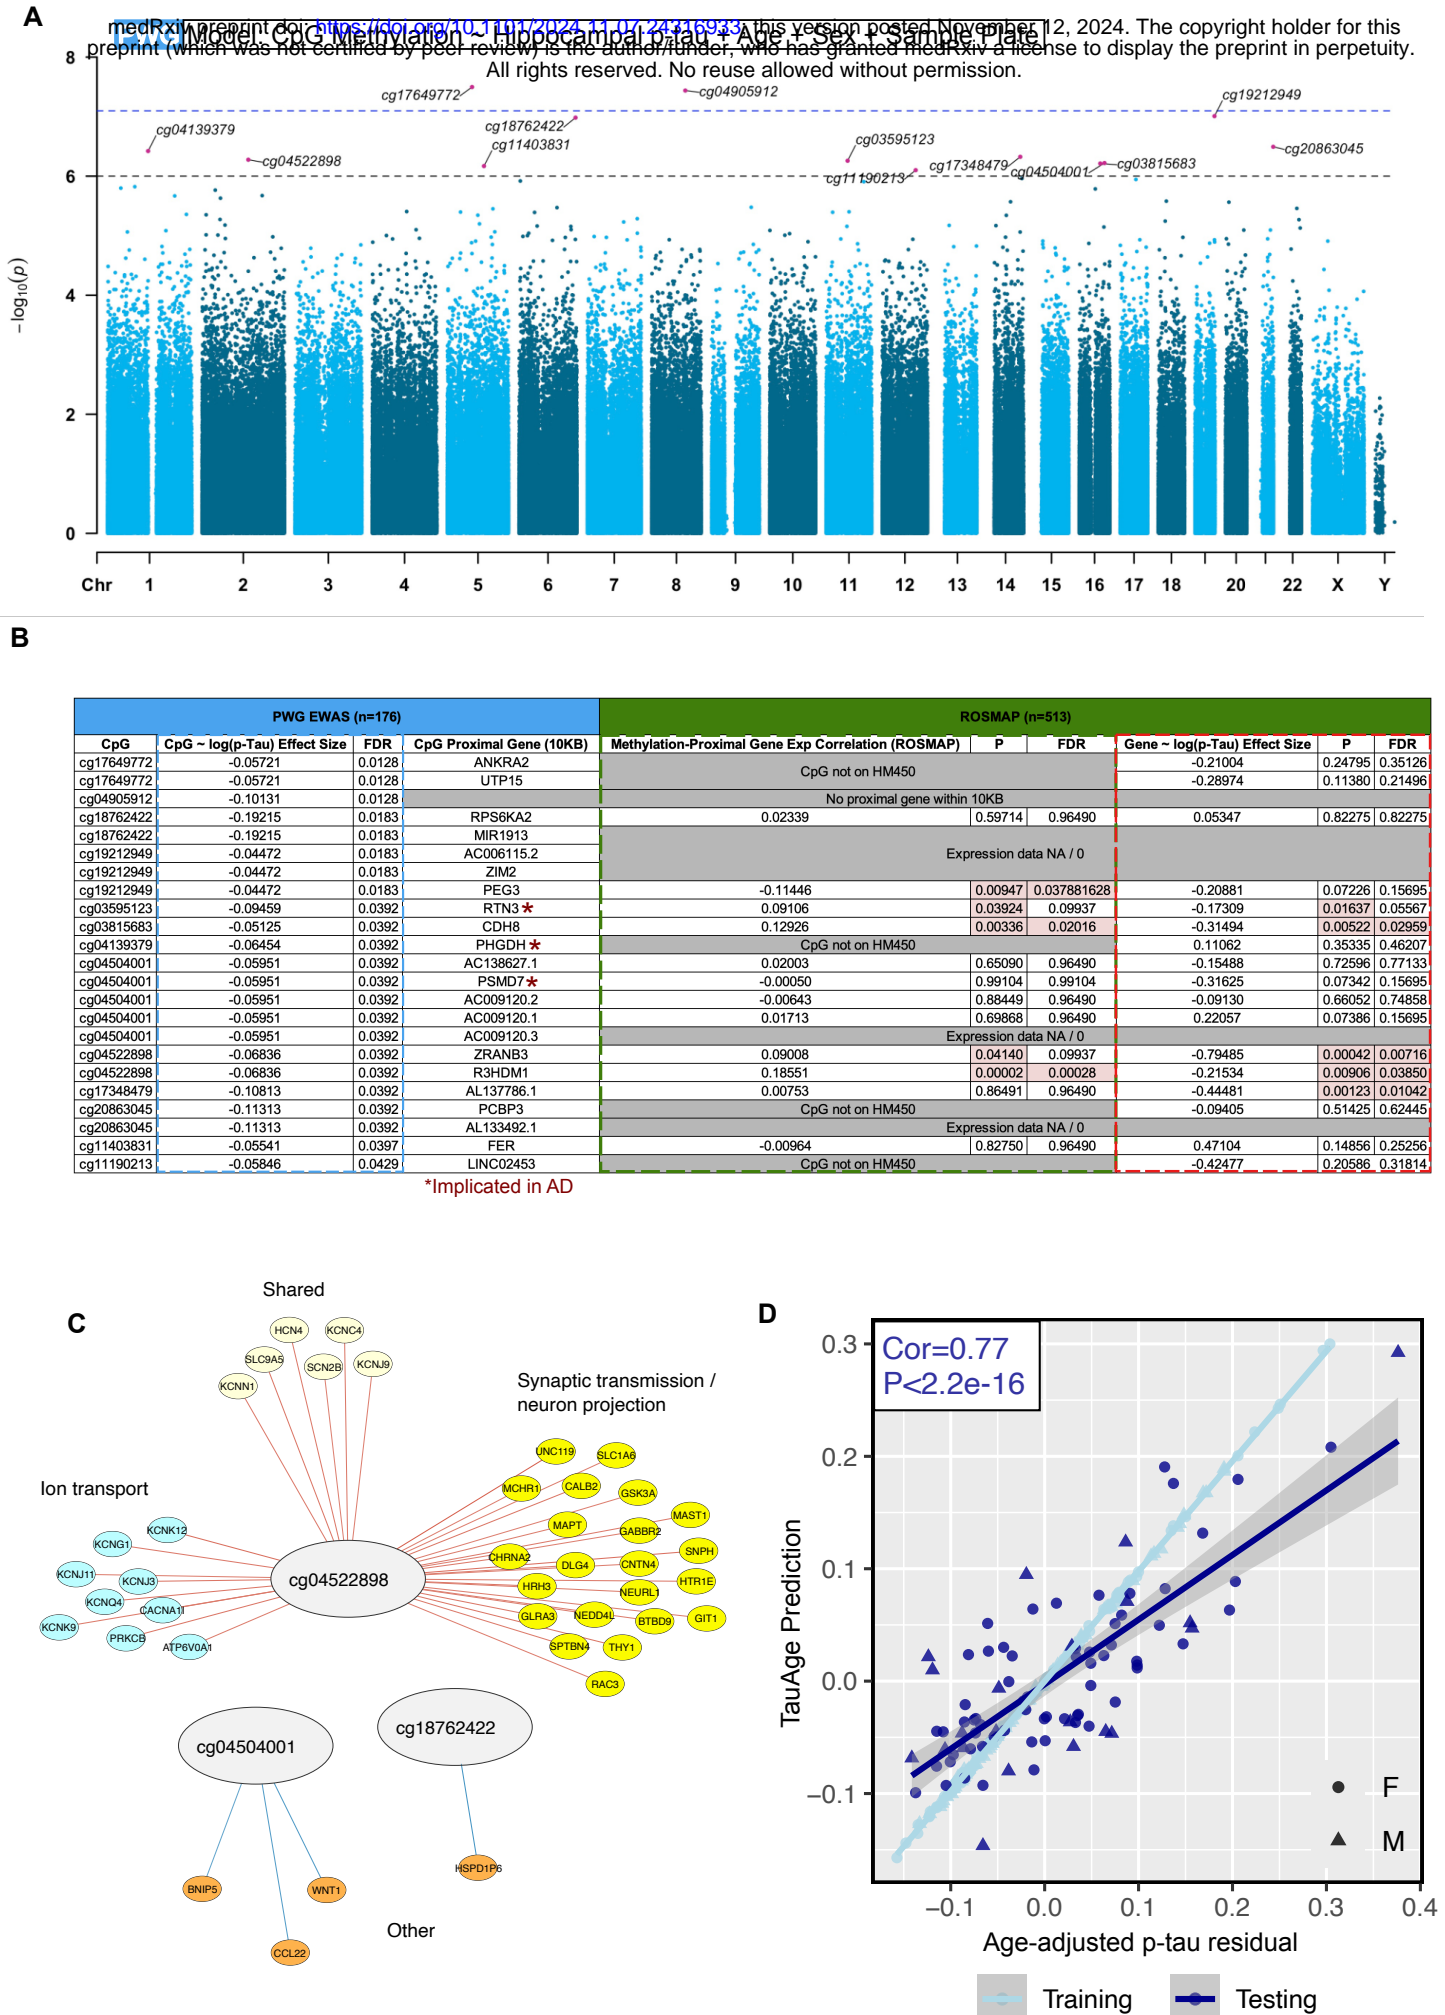 A
medRxiv preprint doi: https://doi.org/10.1101/2024.11.07.24316933; this version posted November 12, 2024. The copyright holder for this
PWG Model: CpG Methylation ~ Hippocampal p-tau + Age + Sex + Sample Plate
preprint (which was not certified by peer review) is the author/funder, who has granted medRxiv a license to display the preprint in perpetuity.
All rights reserved. No reuse allowed without permission.
8
6
4
2
0
−log10(p)
cg17649772
cg04905912
cg19212949
cg04139379
cg18762422
cg11403831
cg03595123
cg20863045
cg04522898
cg17348479
cg04504001
cg03815683
cg11190213
Chr 1 2 3 4 5 6 7 8 9 10 11 12 13 14 15 16 17 18 20 22 X Y
B
PWG EWAS (n=176) ROSMAP (n=513)
CpG CpG ~ log(p-Tau) Effect Size FDR CpG Proximal Gene (10KB) Methylation-Proximal Gene Exp Correlation (ROSMAP) P FDR Gene ~ log(p-Tau) Effect Size P FDR
cg17649772 -0.05721 0.0128 ANKRA2 CpG not on HM450 -0.21004 0.24795 0.35126
cg17649772 -0.05721 0.0128 UTP15 -0.28974 0.11380 0.21496
cg04905912 -0.10131 0.0128 No proximal gene within 10KB
cg18762422 -0.19215 0.0183 RPS6KA2 0.02339 0.59714 0.96490 0.05347 0.82275 0.82275
cg18762422 -0.19215 0.0183 MIR1913
cg19212949 -0.04472 0.0183 AC006115.2 Expression data NA / 0
cg19212949 -0.04472 0.0183 ZIM2
cg19212949 -0.04472 0.0183 PEG3 -0.11446 0.00947 0.037881628 -0.20881 0.07226 0.15695
cg03595123 -0.09459 0.0392 RTN3 * 0.09106 0.03924 0.09937 -0.17309 0.01637 0.05567
cg03815683 -0.05125 0.0392 CDH8 0.12926 0.00336 0.02016 -0.31494 0.00522 0.02959
cg04139379 -0.06454 0.0392 PHGDH * CpG not on HM450 0.11062 0.35335 0.46207
cg04504001 -0.05951 0.0392 AC138627.1 0.02003 0.65090 0.96490 -0.15488 0.72596 0.77133
cg04504001 -0.05951 0.0392 PSMD7 * -0.00050 0.99104 0.99104 -0.31625 0.07342 0.15695
cg04504001 -0.05951 0.0392 AC009120.2 -0.00643 0.88449 0.96490 -0.09130 0.66052 0.74858
cg04504001 -0.05951 0.0392 AC009120.1 0.01713 0.69868 0.96490 0.22057 0.07386 0.15695
cg04504001 -0.05951 0.0392 AC009120.3 Expression data NA / 0
cg04522898 -0.06836 0.0392 ZRANB3 0.09008 0.04140 0.09937 -0.79485 0.00042 0.00716
cg04522898 -0.06836 0.0392 R3HDM1 0.18551 0.00002 0.00028 -0.21534 0.00906 0.03850
cg17348479 -0.10813 0.0392 AL137786.1 0.00753 0.86491 0.96490 -0.44481 0.00123 0.01042
cg20863045 -0.11313 0.0392 PCBP3 CpG not on HM450 -0.09405 0.51425 0.62445
cg20863045 -0.11313 0.0392 AL133492.1 Expression data NA / 0
cg11403831 -0.05541 0.0397 FER -0.00964 0.82750 0.96490 0.47104 0.14856 0.25256
cg11190213 -0.05846 0.0429 LINC02453 CpG not on HM450 -0.42477 0.20586 0.31814
*Implicated in AD
C
Shared
HCN4
KCNC4
SLC9A5
SCN2B
KCNJ9
KCNN1
Synaptic transmission /
neuron projection
UNC119
SLC1A6
MCHR1
CALB2
GSK3A
MAST1
MAPT
GABBR2
SNPH
CHRNA2
DLG4
CNTN4
HTR1E
HRH3
NEURL1
GLRA3
NEDD4L
BTBD9
GIT1
SPTBN4
THY1
RAC3
Ion transport
KCNK12
KCNG1
KCNJ11
KCNJ3
KCNQ4
CACNA1I
KCNK9
PRKCB
ATP6V0A1
cg04522898
cg04504001
cg18762422
BNIP5
WNT1
CCL22
HSPD1P6
Other
D
Cor=0.77
P<2.2e-16
0.3
0.2
0.1
0.0
−0.1
TauAge Prediction
F
M
−0.1 0.0 0.1 0.2 0.3 0.4
Age-adjusted p-tau residual
Training Testing